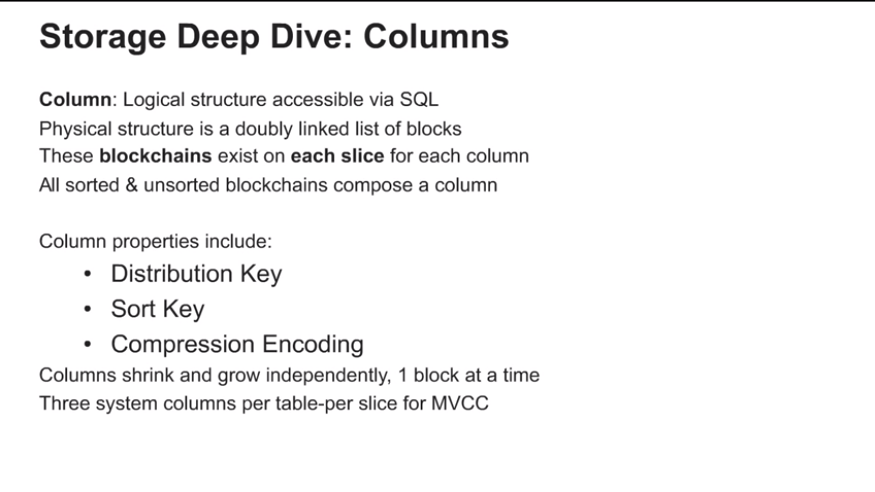 Storage Deep Dive: Columns
Column: Logical structure accessible via SQL
Physical structure is a doubly linked list of blocks
These blockchains exist on each slice for each column
All sorted & unsorted blockchains compose a column
Column properties include:
• Distribution Key
• Sort Key
• Compression Encoding
Columns shrink and grow independently, 1 block at a time
Three system columns per table-per slice for MVCC